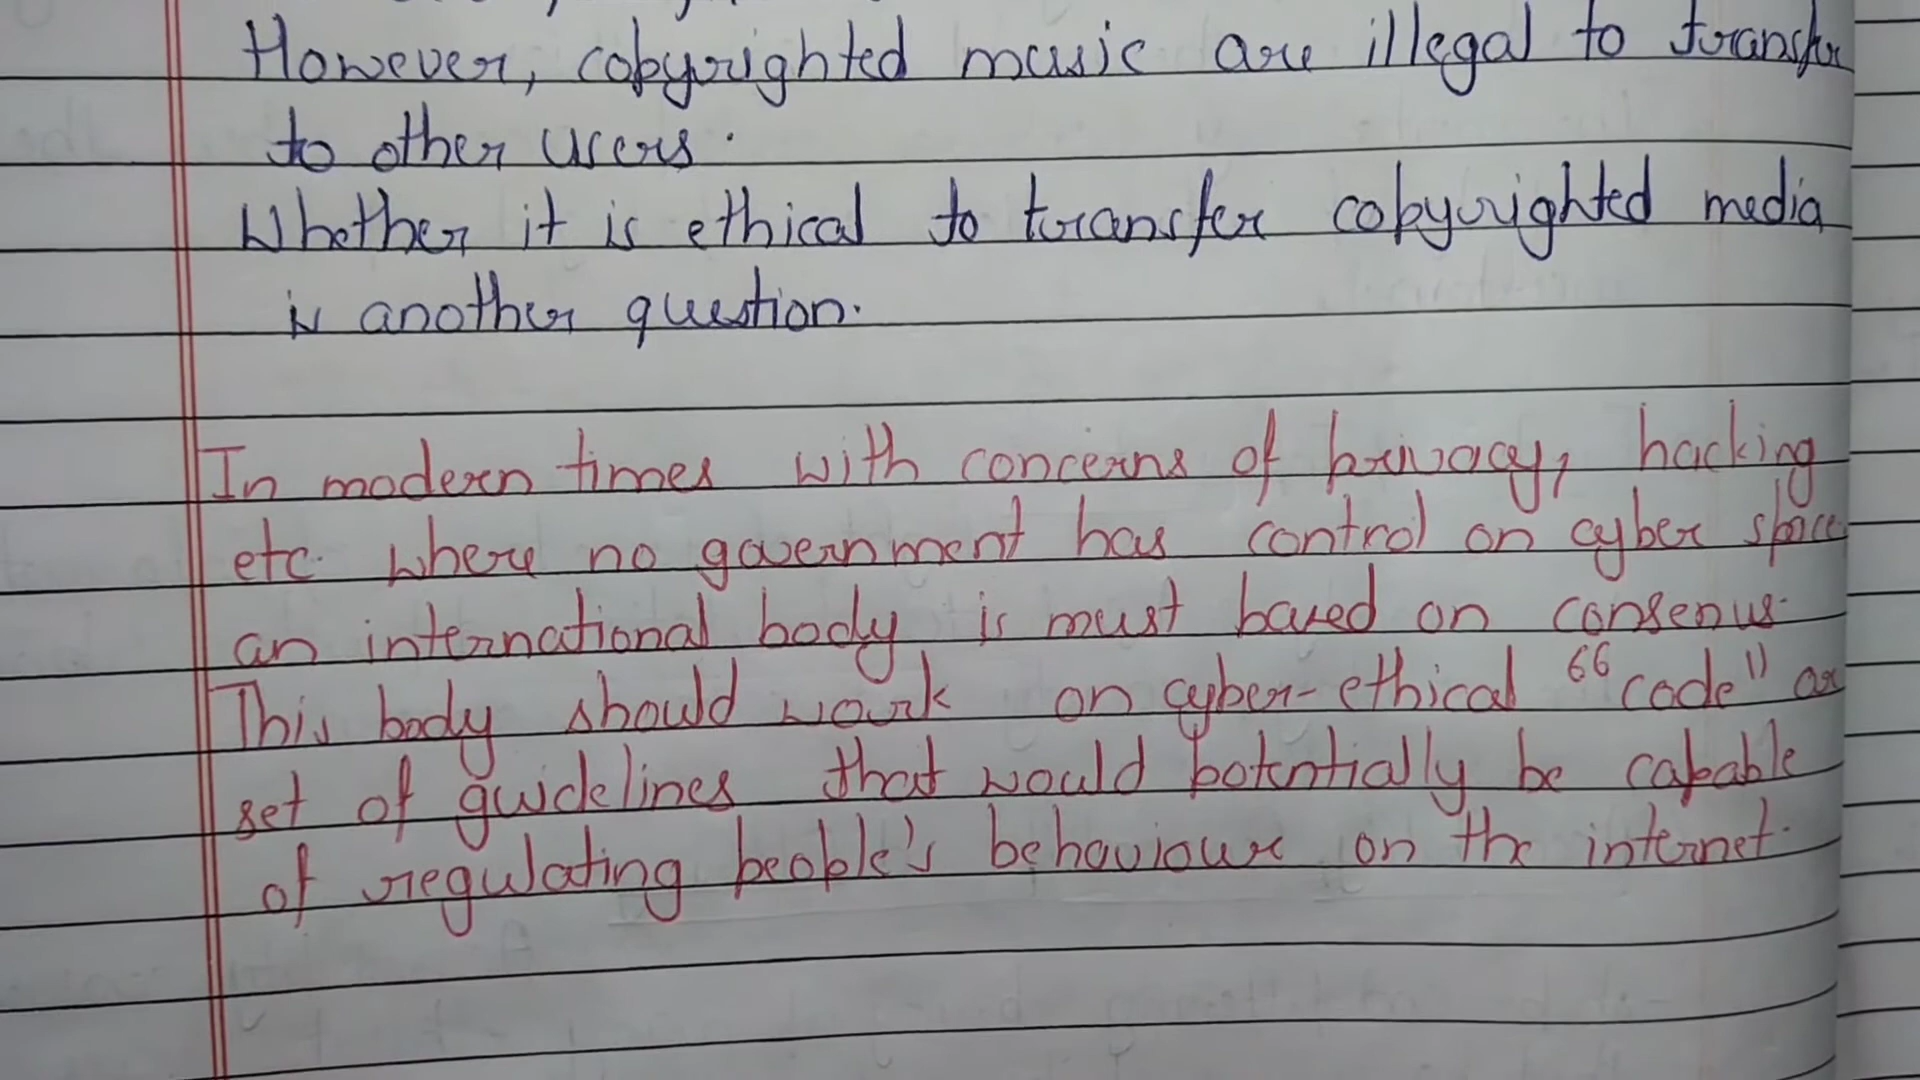 However, copyrighted music are illegal to transfer
to other users.
Whether it is ethical to transfer copyrighted media
is another question.
In modern times with concerns of privacy, hacking
etc. where no government has control on cyber space
an international body is must based on consenus.
This body should work on cyber-ethical "code" or
set of guidelines that would potentially be capable
of regulating people's behaviour on the internet.